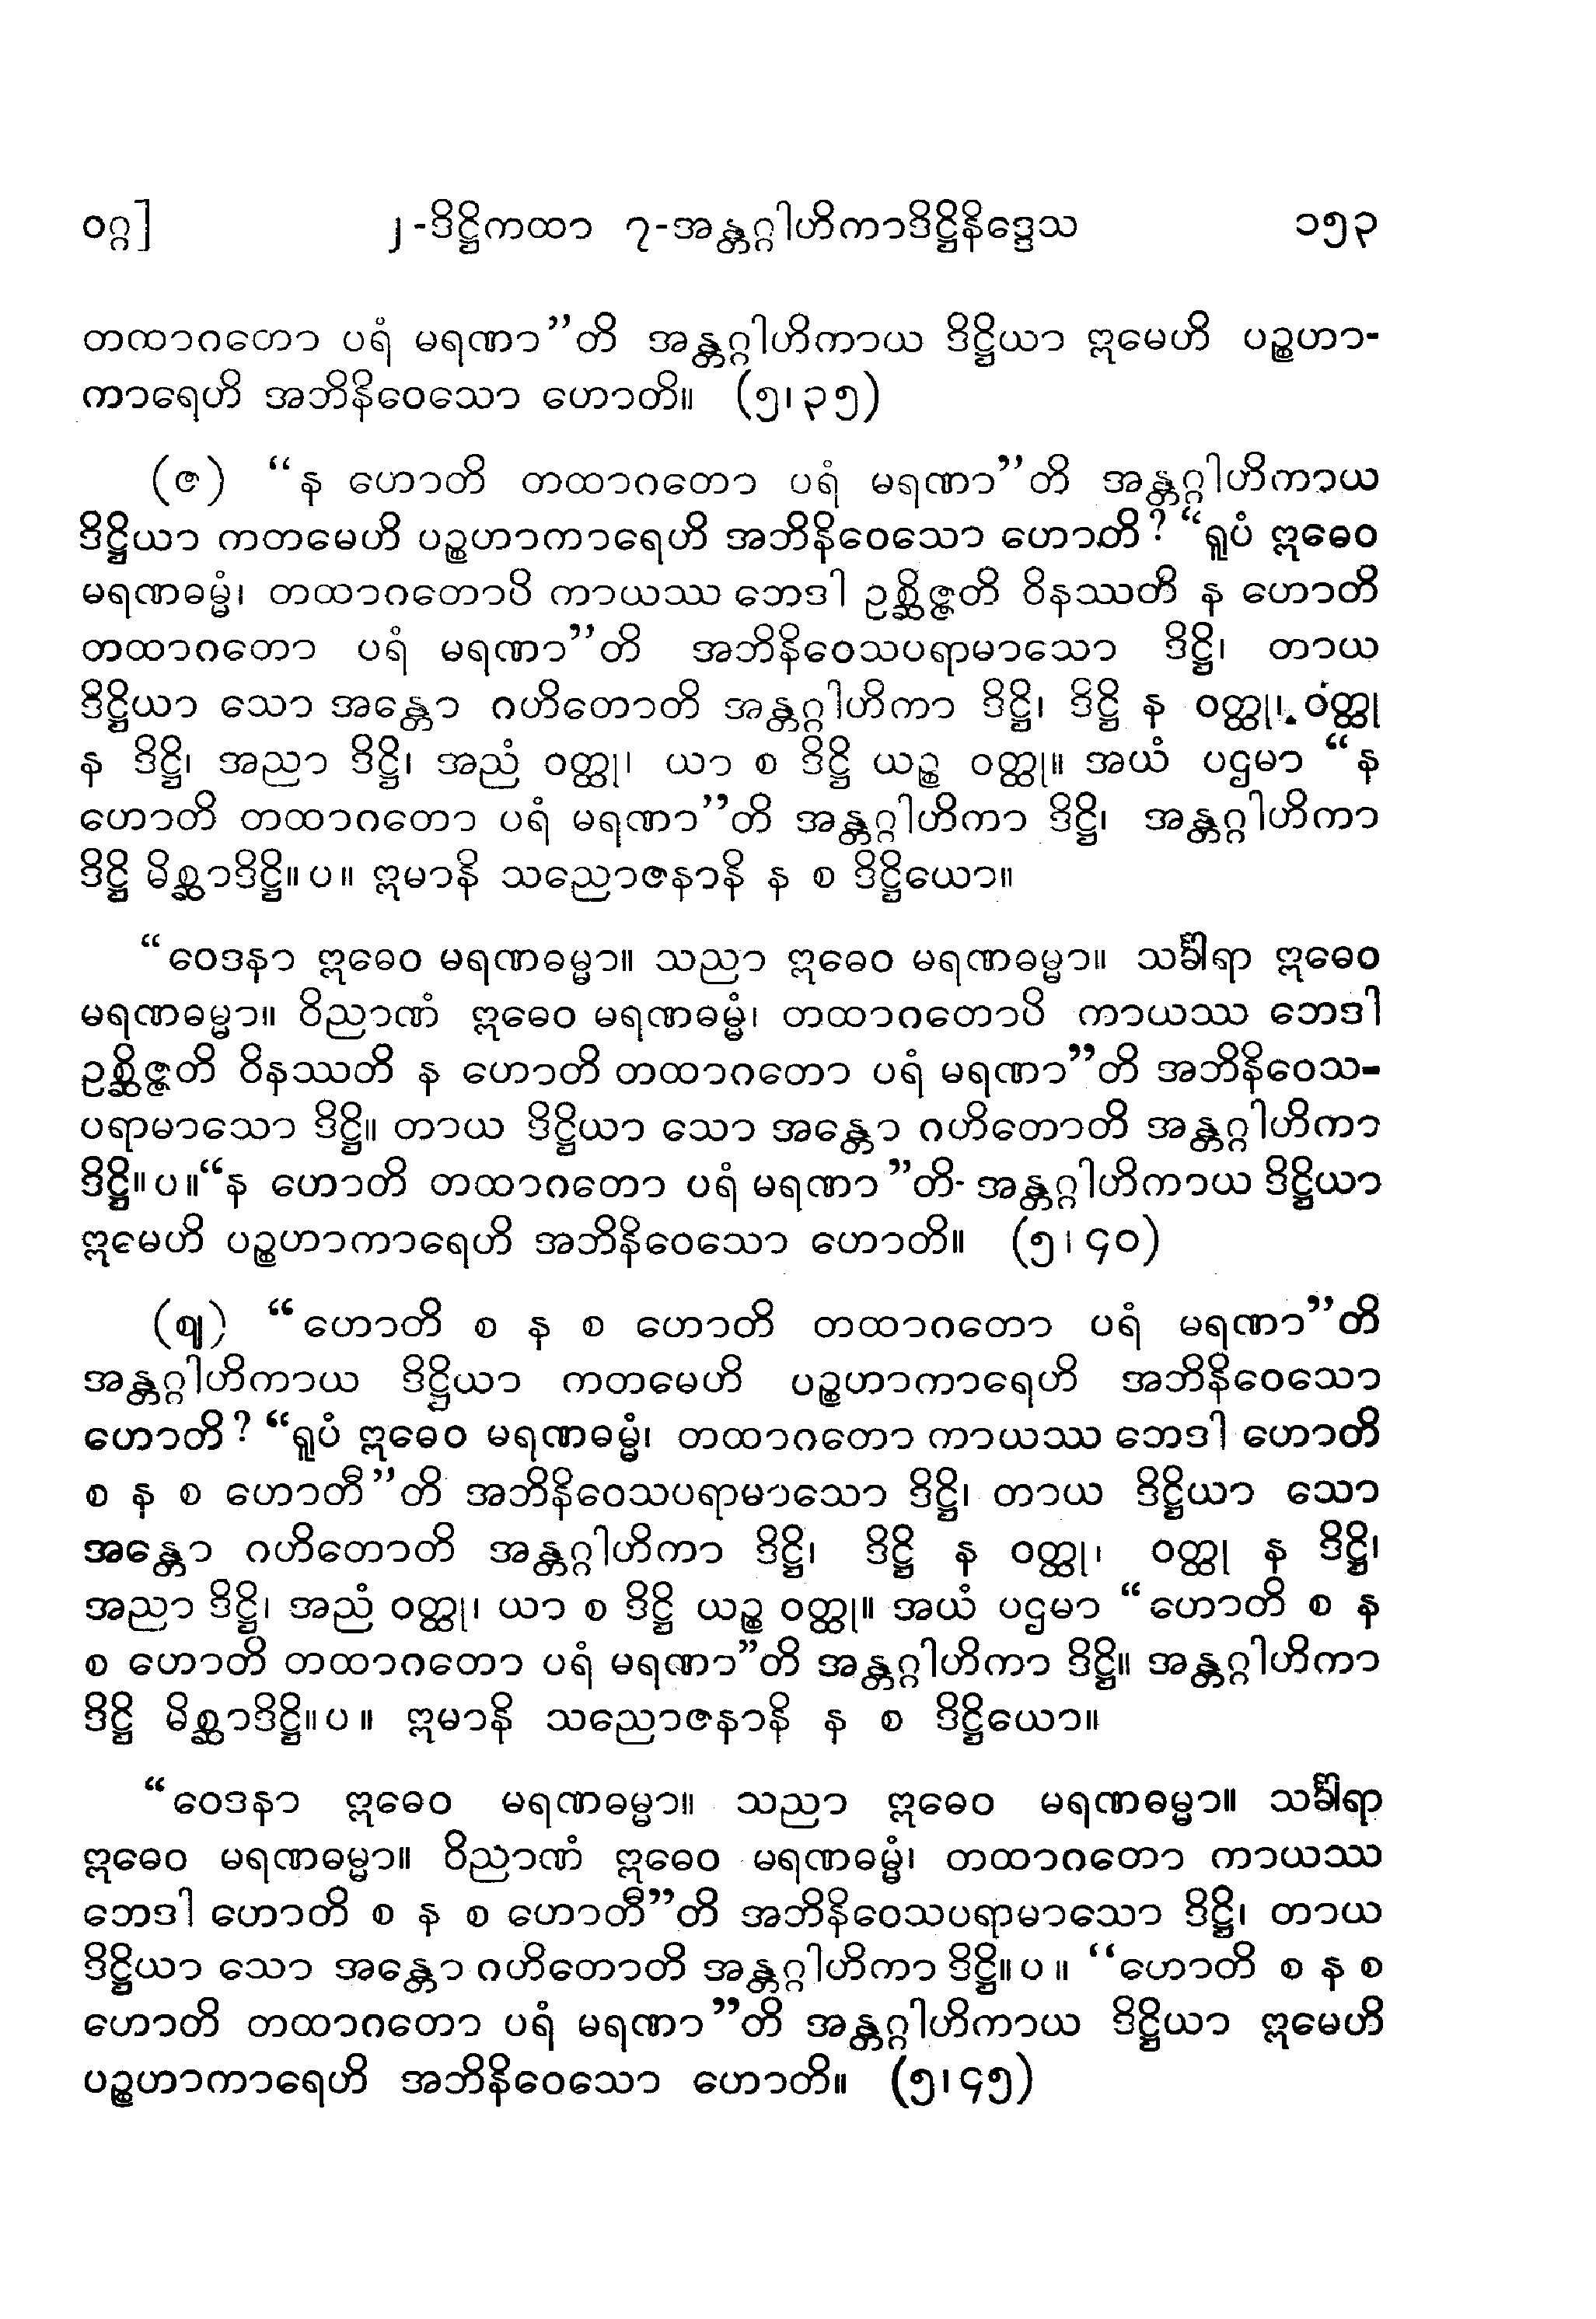 ဝဂ္ဂ] ၂-ဒိဋ္ဌိကထာ ၇-အန္တဂ္ဂါဟိကာဒိဋ္ဌိနိဒ္ဒေသ ၁၅၃
တထာဂတော ပရံ မရဏာ”တိ အန္တဂ္ဂါဟိကာယ ဒိဋ္ဌိယာ ဣမေဟိ ပဉ္စဟာ-
ကာရေဟိ အဘိနိဝေသော ဟောတိ။ (၅၊၃၅)
(ဇ) “န ဟောတိ တထာဂတော ပရံ မရဏာ”တိ အန္တဂ္ဂါဟိကာယ
ဒိဋ္ဌိယာ ကတမေဟိ ပဉ္စဟာကာရေဟိ အဘိနိဝေသော ဟောတိ? “ရူပံ ဣဓေဝ
မရဏဓမ္မံ၊ တထာဂတောပိ ကာယဿ ဘေဒါ ဥစ္ဆိဇ္ဇတိ ဝိနဿတိ န ဟောတိ
တထာဂတော ပရံ မရဏာ”တိ အဘိနိဝေသပရာမာသော ဒိဋ္ဌိ၊ တာယ
ဒိဋ္ဌိယာ သော အန္တော ဂဟိတောတိ အန္တဂ္ဂါဟိကာ ဒိဋ္ဌိ၊ ဒိဋ္ဌိ န ဝတ္ထု၊ ဝတ္ထု
န ဒိဋ္ဌိ၊ အညာ ဒိဋ္ဌိ၊ အညံ ဝတ္ထု၊ ယာ စ ဒိဋ္ဌိ ယဉ္စ ဝတ္ထု။ အယံ ပဌမာ “န
ဟောတိ တထာဂတော ပရံ မရဏာ”တိ အန္တဂ္ဂါဟိကာ ဒိဋ္ဌိ၊ အန္တဂ္ဂါဟိကာ
ဒိဋ္ဌိ မိစ္ဆာဒိဋ္ဌိ။ပ။ ဣမာနိ သညောဇနာနိ န စ ဒိဋ္ဌိယော။
“ဝေဒနာ ဣဓေဝ မရဏဓမ္မာ။ သညာ ဣဓေဝ မရဏဓမ္မာ။ သင်္ခါရာ ဣဓေဝ
မရဏဓမ္မာ။ ဝိညာဏံ ဣဓေဝ မရဏဓမ္မံ၊ တထာဂတောပိ ကာယဿ ဘေဒါ
ဥစ္ဆိဇ္ဇတိ ဝိနဿတိ န ဟောတိ တထာဂတော ပရံ မရဏာ”တိ အဘိနိဝေသ-
ပရာမာသော ဒိဋ္ဌိ။ တာယ ဒိဋ္ဌိယာ သော အန္တော ဂဟိတောတိ အန္တဂ္ဂါဟိကာ
ဒိဋ္ဌိ။ပ။“န ဟောတိ တထာဂတော ပရံ မရဏာ”တိ- အန္တဂ္ဂါဟိကာယ ဒိဋ္ဌိယာ
ဣမေဟိ ပဉ္စဟာကာရေဟိ အဘိနိဝေသော ဟောတိ။ (၅၊၄၀)
(ဈ) “ဟောတိ စ န စ ဟောတိ တထာဂတော ပရံ မရဏာ”တိ
အန္တဂ္ဂါဟိကာယ ဒိဋ္ဌိယာ ကတမေဟိ ပဉ္စဟာကာရေဟိ အဘိနိဝေသော
ဟောတိ? “ရူပံ ဣဓေဝ မရဏဓမ္မံ၊ တထာဂတော ကာယဿ ဘေဒါ ဟောတိ
စ န စ ဟောတီ”တိ အဘိနိဝေသပရာမာသော ဒိဋ္ဌိ၊ တာယ ဒိဋ္ဌိယာ သော
အန္တော ဂဟိတောတိ အန္တဂ္ဂါဟိကာ ဒိဋ္ဌိ၊ ဒိဋ္ဌိ န ဝတ္ထု၊ ဝတ္ထု န ဒိဋ္ဌိ၊
အညာ ဒိဋ္ဌိ၊ အညံ ဝတ္ထု၊ ယာ စ ဒိဋ္ဌိ ယဉ္စ ဝတ္ထု။ အယံ ပဌမာ “ဟောတိ စ န
စ ဟောတိ တထာဂတော ပရံ မရဏာ”တိ အန္တဂ္ဂါဟိကာ ဒိဋ္ဌိ။ အန္တဂ္ဂါဟိကာ
ဒိဋ္ဌိ မိစ္ဆာဒိဋ္ဌိ။ပ။ ဣမာနိ သညောဇနာနိ န စ ဒိဋ္ဌိယော။
“ဝေဒနာ ဣဓေဝ မရဏဓမ္မာ။ သညာ ဣဓေဝ မရဏဓမ္မာ။ သင်္ခါရာ
ဣဓေဝ မရဏဓမ္မာ။ ဝိညာဏံ ဣဓေဝ မရဏဓမ္မံ၊ တထာဂတော ကာယဿ
ဘေဒါ ဟောတိ စ န စ ဟောတီ”တိ အဘိနိဝေသပရာမာသော ဒိဋ္ဌိ၊ တာယ
ဒိဋ္ဌိယာ သော အန္တော ဂဟိတောတိ အန္တဂ္ဂါဟိကာ ဒိဋ္ဌိ။ပ။ “ဟောတိ စ န စ
ဟောတိ တထာဂတော ပရံ မရဏာ”တိ အန္တဂ္ဂါဟိကာယ ဒိဋ္ဌိယာ ဣမေဟိ
ပဉ္စဟာကာရေဟိ အဘိနိဝေသော ဟောတိ။ (၅၊၄၅)